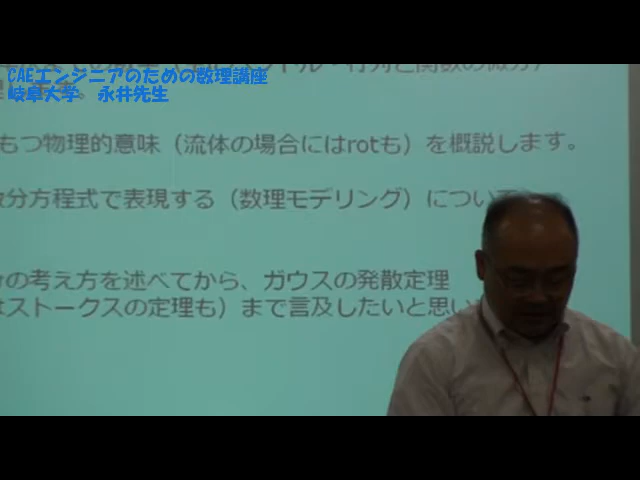 CAEエンジニアのための数理講座
岐阜大学 永井先生
もつ物理的意味（流体の場合にはrotも）を概説します。
分方程式で表現する（数理モデリング）について
の考え方を述べてから、ガウスの発散定理
はストークスの定理も）まで言及したいと思い